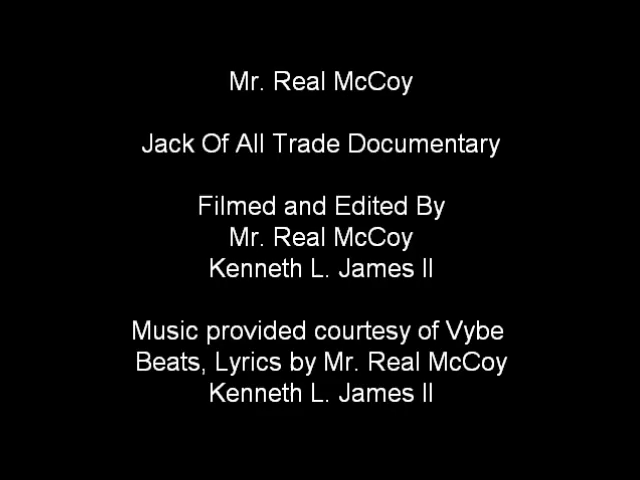 Mr. Real McCoy
Jack Of All Trade Documentary
Filmed and Edited By
Mr. Real McCoy
Kenneth L. James II
Music provided courtesy of Vybe
Beats, Lyrics by Mr. Real McCoy
Kenneth L. James II